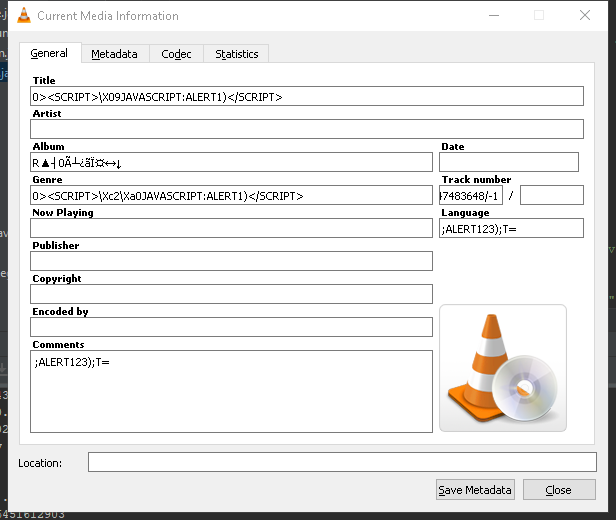 Current Media Information
General Metadata Codec Statistics
Title
0><SCRIPT>\X09JAVASCRIPT:ALERT1)</SCRIPT>
Artist
Album Date
R▲┤0Ã┴¿ãÏ¤↔↓
Genre Track number
0><SCRIPT>\Xc2\Xa0JAVASCRIPT:ALERT1)</SCRIPT> 47483648/-1 /
Now Playing Language
;ALERT123);T=
Publisher
Copyright
Encoded by
Comments
;ALERT123);T=
Location:
Save Metadata Close
451612903